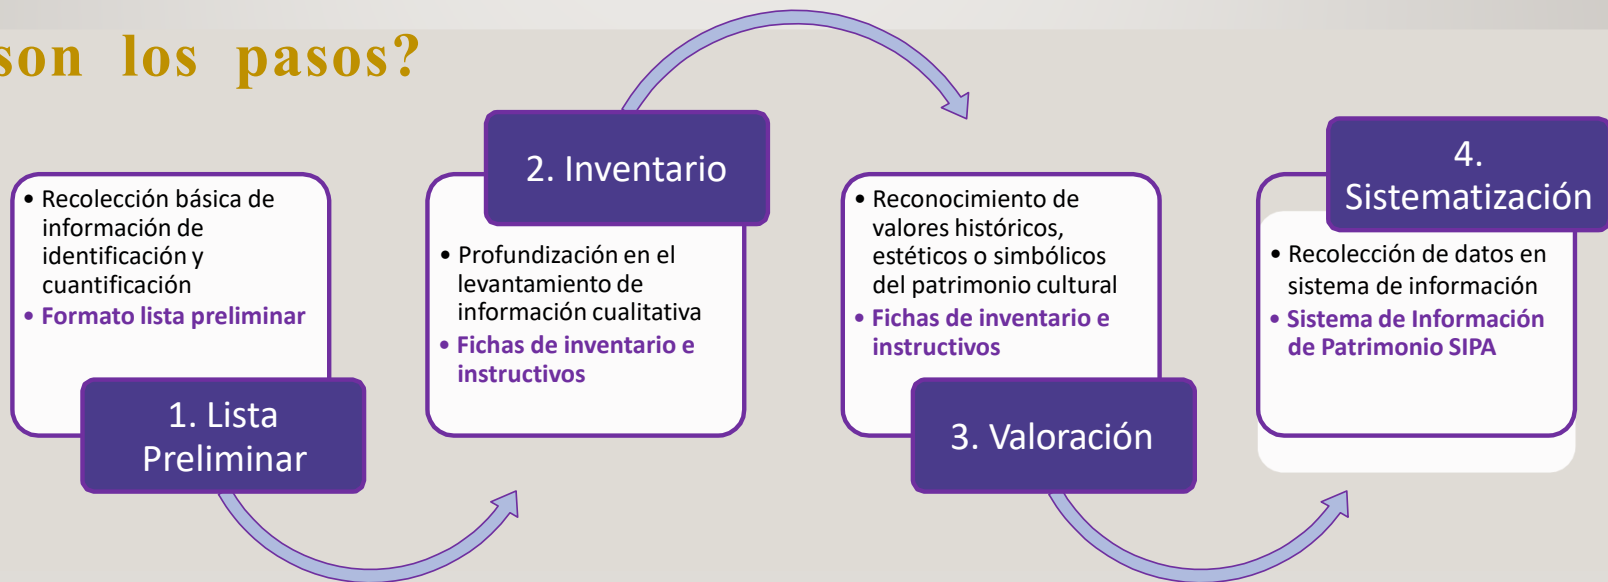 son los pasos?
• Recolección básica de
información de
identificación y
cuantificación
• Formato lista preliminar
1. Lista
Preliminar
2. Inventario
• Profundización en el
levantamiento de
información cualitativa
• Fichas de inventario e
instructivos
• Reconocimiento de
valores históricos,
estéticos o simbólicos
del patrimonio cultural
• Fichas de inventario e
instructivos
3. Valoración
4.
Sistematización
• Recolección de datos en
sistema de información
• Sistema de Información
de Patrimonio SIPA